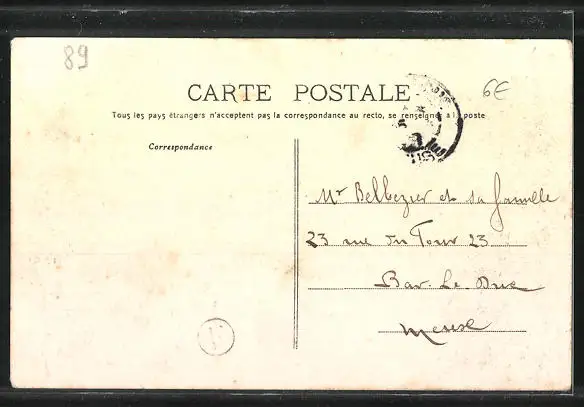 89
6€
CARTE POSTALE
Tous les pays étrangers n'acceptent pas la correspondance au recto, se renseigner à la poste
Correspondance
Mr Belbezier et sa famille
23 rue du Tour 23
Bar-Le-Duc
Meuse